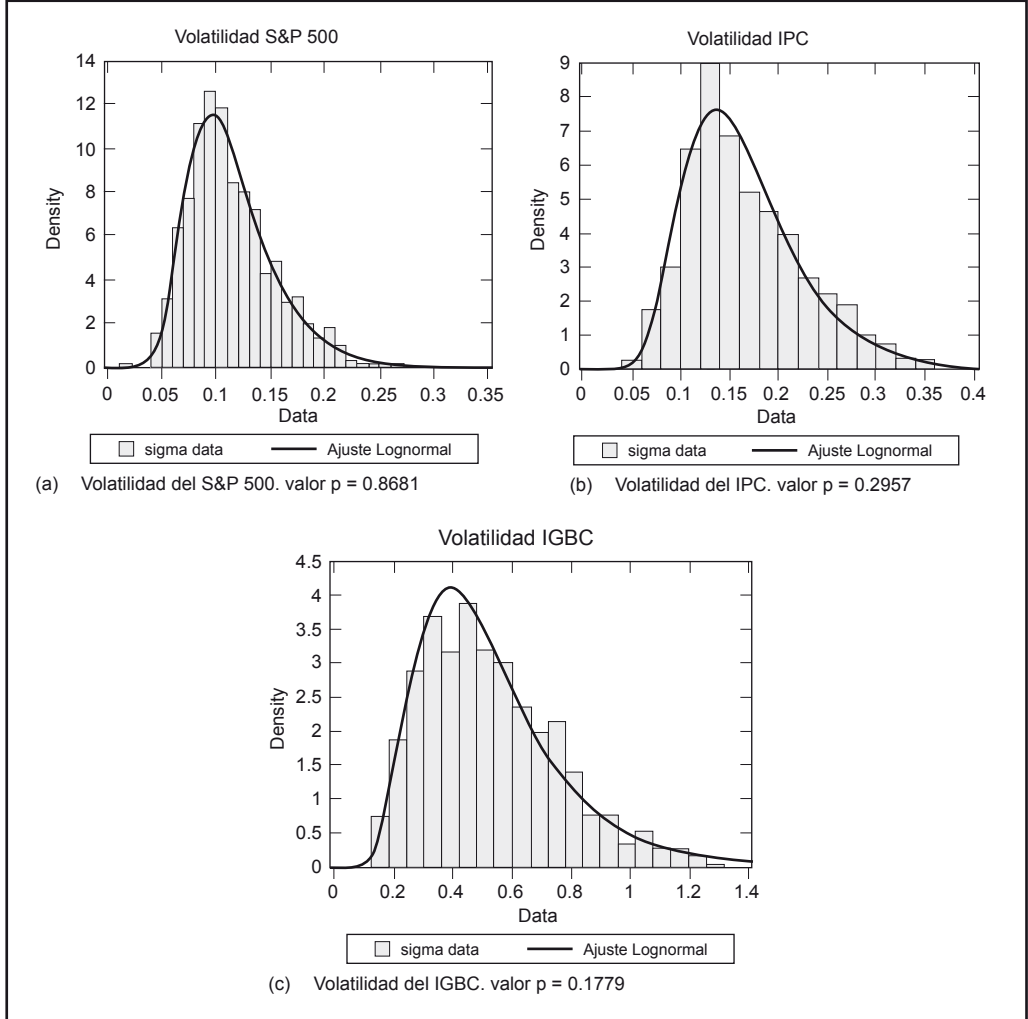 Volatilidad S&P 500
14
12
10
8
6
4
2
0
Density
0 0.05 0.1 0.15 0.2 0.25 0.3 0.35
Data
sigma data Ajuste Lognormal
(a) Volatilidad del S&P 500. valor p = 0.8681
Volatilidad IPC
9
8
7
6
5
4
3
2
1
0
Density
0 0.05 0.1 0.15 0.2 0.25 0.3 0.35 0.4
Data
sigma data Ajuste Lognormal
(b) Volatilidad del IPC. valor p = 0.2957
Volatilidad IGBC
4.5
4
3.5
3
2.5
2
1.5
1
0.5
0
Density
0 0.2 0.4 0.6 0.8 1 1.2 1.4
Data
sigma data Ajuste Lognormal
(c) Volatilidad del IGBC. valor p = 0.1779